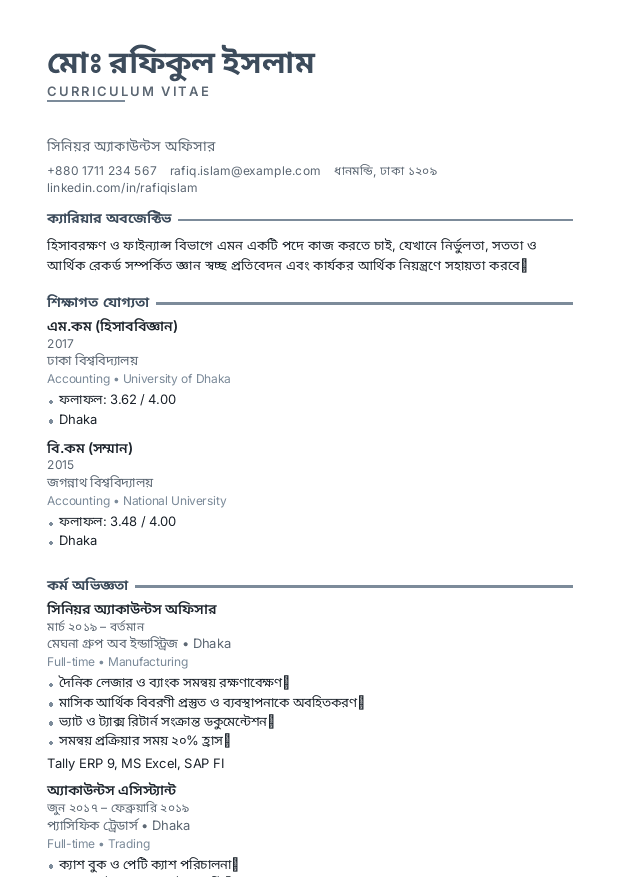 মোঃ রফিকুল ইসলাম
CURRICULUM VITAE
সিনিয়র অ্যাকাউন্টস অফিসার
+880 1711 234 567 rafiq.islam@example.com ধানমন্ডি, ঢাকা ১২০৯
linkedin.com/in/rafiqislam
ক্যারিয়ার অবজেক্টিভ
হিসাবরক্ষণ ও ফাইন্যান্স বিভাগে এমন একটি পদে কাজ করতে চাই, যেখানে নির্ভুলতা, সততা ও
আর্থিক রেকর্ড সম্পর্কিত জ্ঞান স্বচ্ছ প্রতিবেদন এবং কার্যকর আর্থিক নিয়ন্ত্রণে সহায়তা করবে
শিক্ষাগত যোগ্যতা
এম.কম (হিসাববিজ্ঞান)
2017
ঢাকা বিশ্ববিদ্যালয়
Accounting • University of Dhaka
• ফলাফল: 3.62 / 4.00
• Dhaka
বি.কম (সম্মান)
2015
জগন্নাথ বিশ্ববিদ্যালয়
Accounting • National University
• ফলাফল: 3.48 / 4.00
• Dhaka
কর্ম অভিজ্ঞতা
সিনিয়র অ্যাকাউন্টস অফিসার
মার্চ ২০১৯ – বর্তমান
মেঘনা গ্রুপ অব ইন্ডাস্ট্রিজ • Dhaka
Full-time • Manufacturing
• দৈনিক লেজার ও ব্যাংক সমন্বয় রক্ষণাবেক্ষণ
• মাসিক আর্থিক বিবরণী প্রস্তুত ও ব্যবস্থাপনাকে অবহিতকরণ
• ভ্যাট ও ট্যাক্স রিটার্ন সংক্রান্ত ডকুমেন্টেশন
• সমন্বয় প্রক্রিয়ার সময় ২০% হ্রাস
Tally ERP 9, MS Excel, SAP FI
অ্যাকাউন্টস এসিস্ট্যান্ট
জুন ২০১৭ – ফেব্রুয়ারি ২০১৯
প্যাসিফিক ট্রেডার্স • Dhaka
Full-time • Trading
• ক্যাশ বুক ও পেটি ক্যাশ পরিচালনা